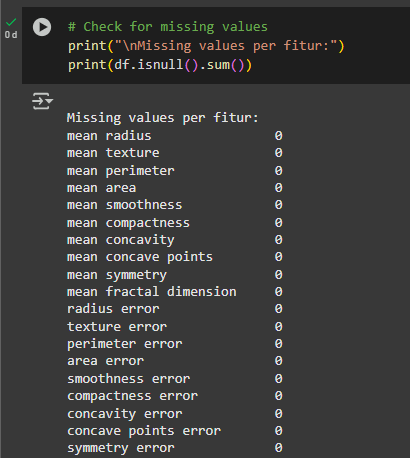 # Check for missing values
print("\nMissing values per fitur:")
print(df.isnull().sum())
0d
Missing values per fitur:
mean radius 0
mean texture 0
mean perimeter 0
mean area 0
mean smoothness 0
mean compactness 0
mean concavity 0
mean concave points 0
mean symmetry 0
mean fractal dimension 0
radius error 0
texture error 0
perimeter error 0
area error 0
smoothness error 0
compactness error 0
concavity error 0
concave points error 0
symmetry error 0